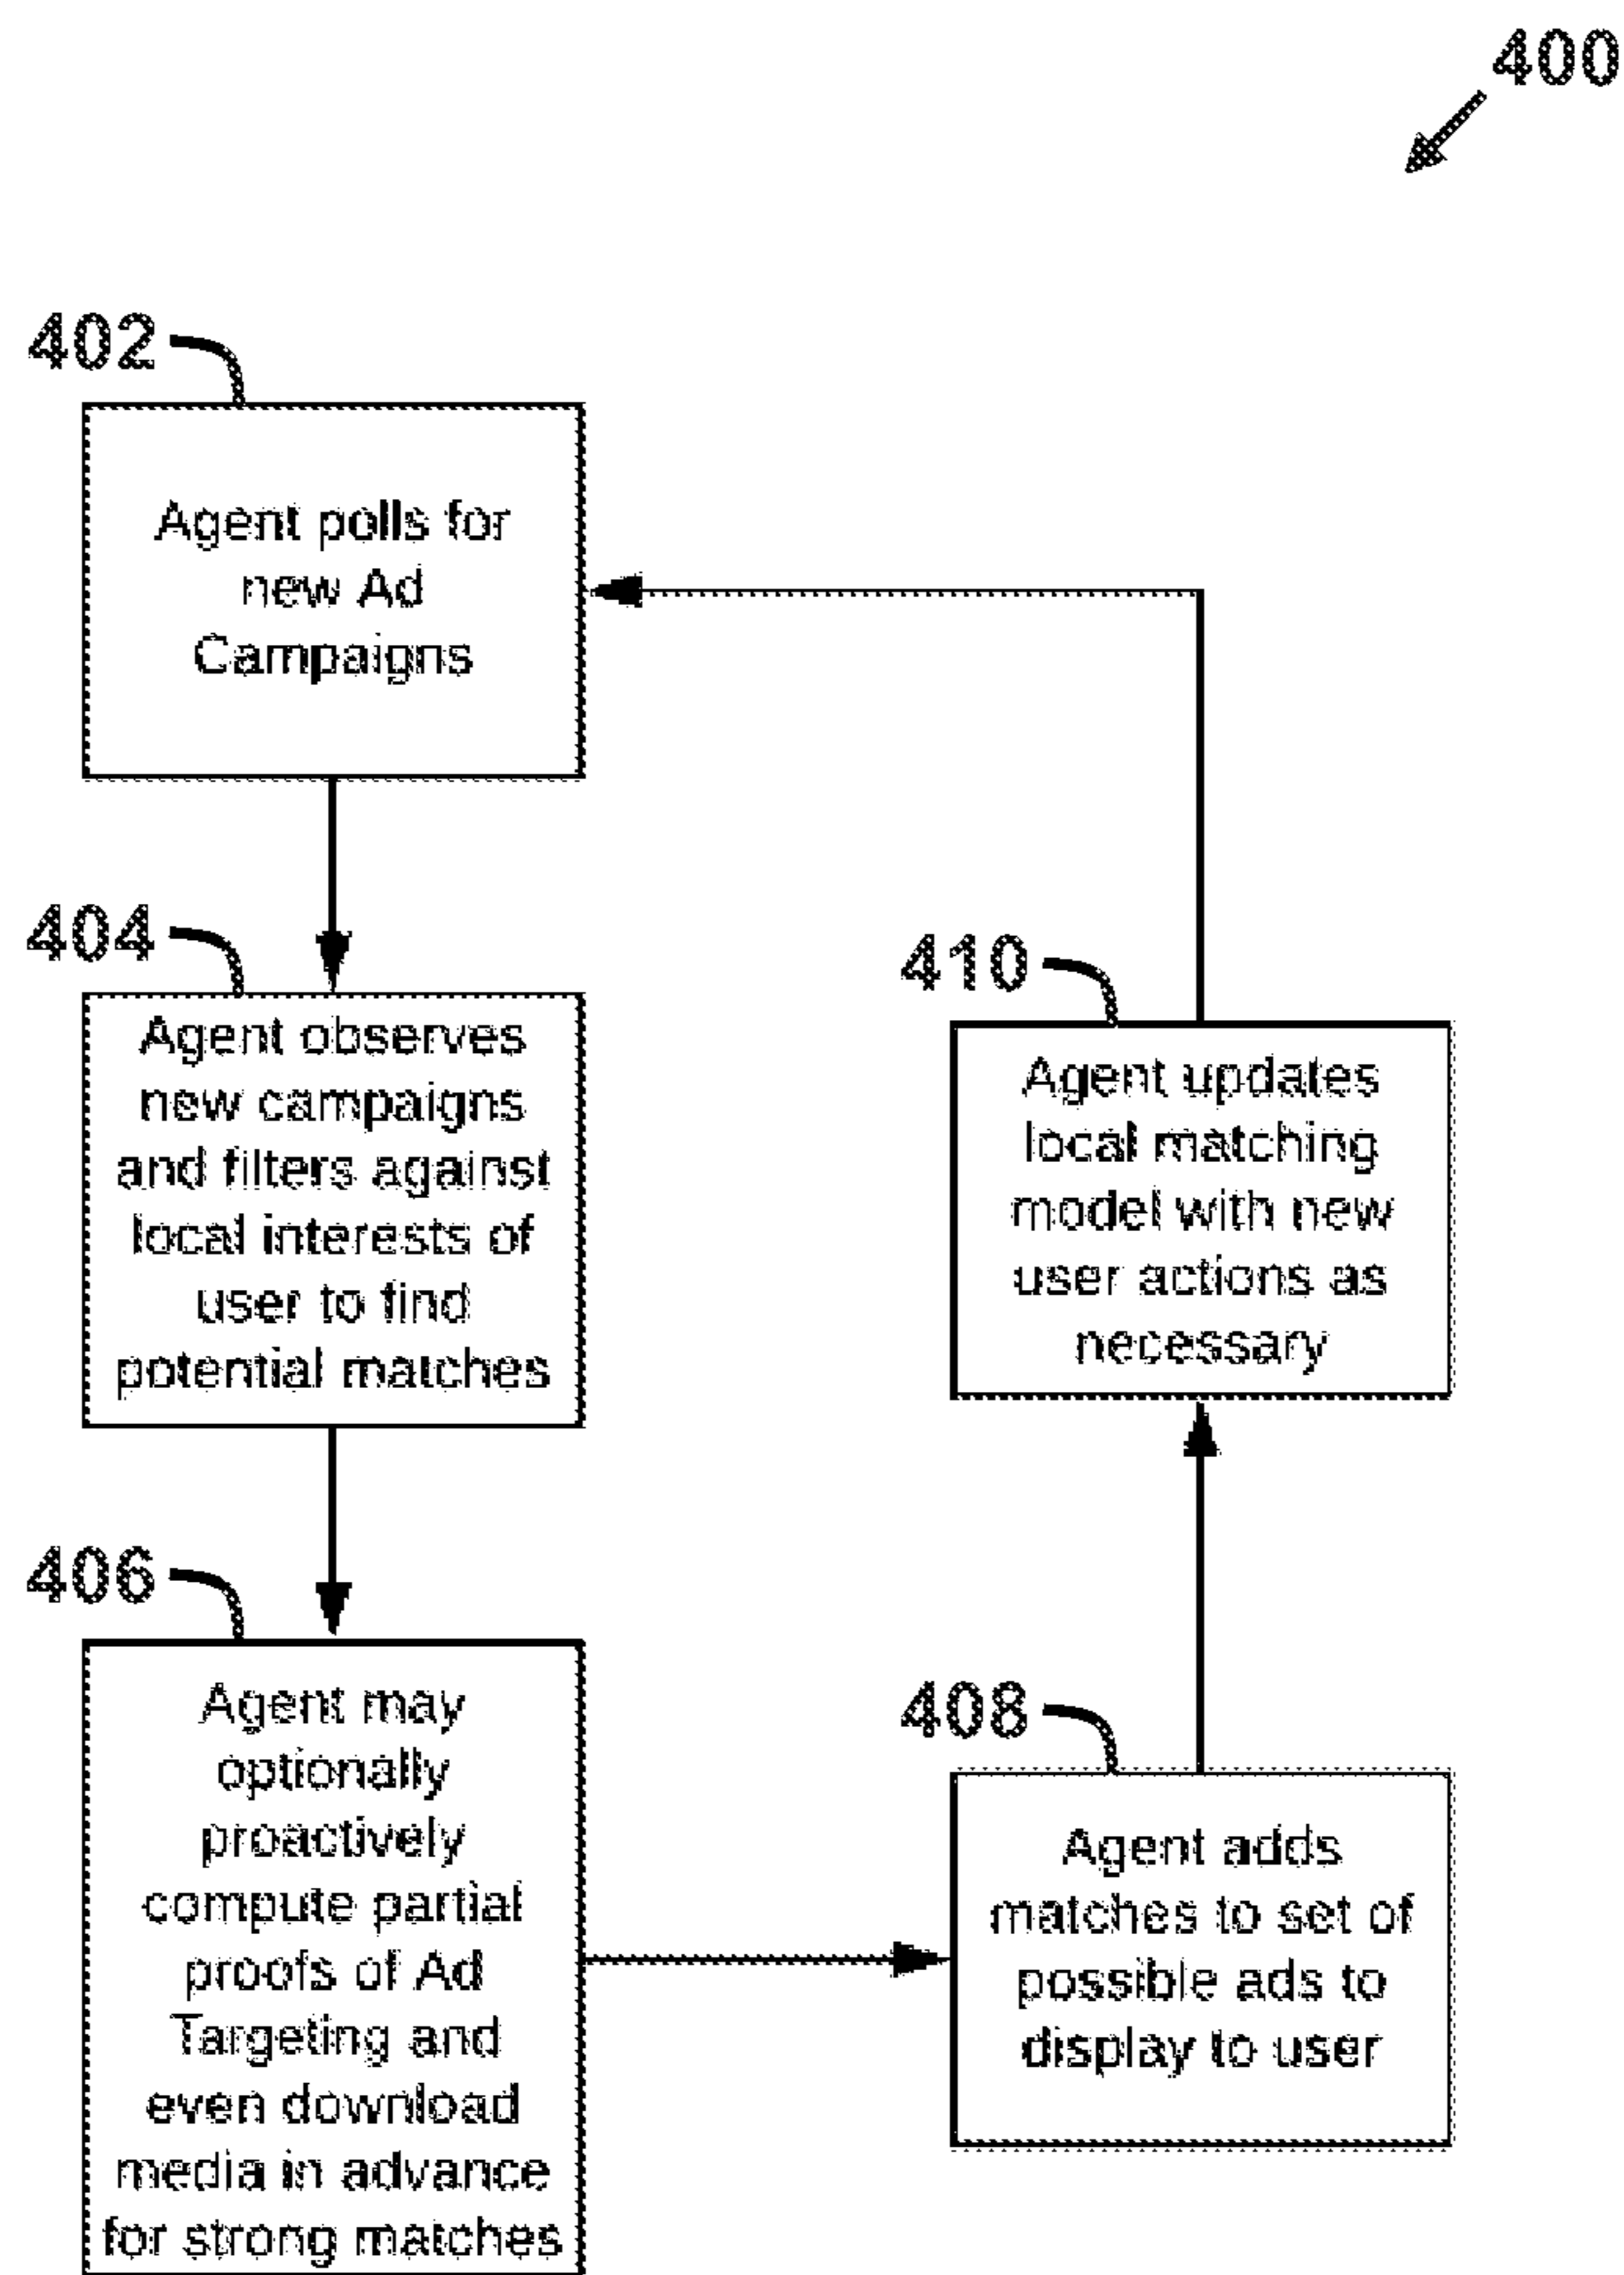 400
402
Agent polls for
new Ad
Campaigns
404
Agent observes
new campaigns
and filters against
local interests of
user to find
potential matches
406
Agent may
optionally
proactively
compute partial
proofs of Ad
Targeting and
even download
media in advance
for strong matches
408
Agent adds
matches to set of
possible ads to
display to user
410
Agent updates
local matching
model with new
user actions as
necessary